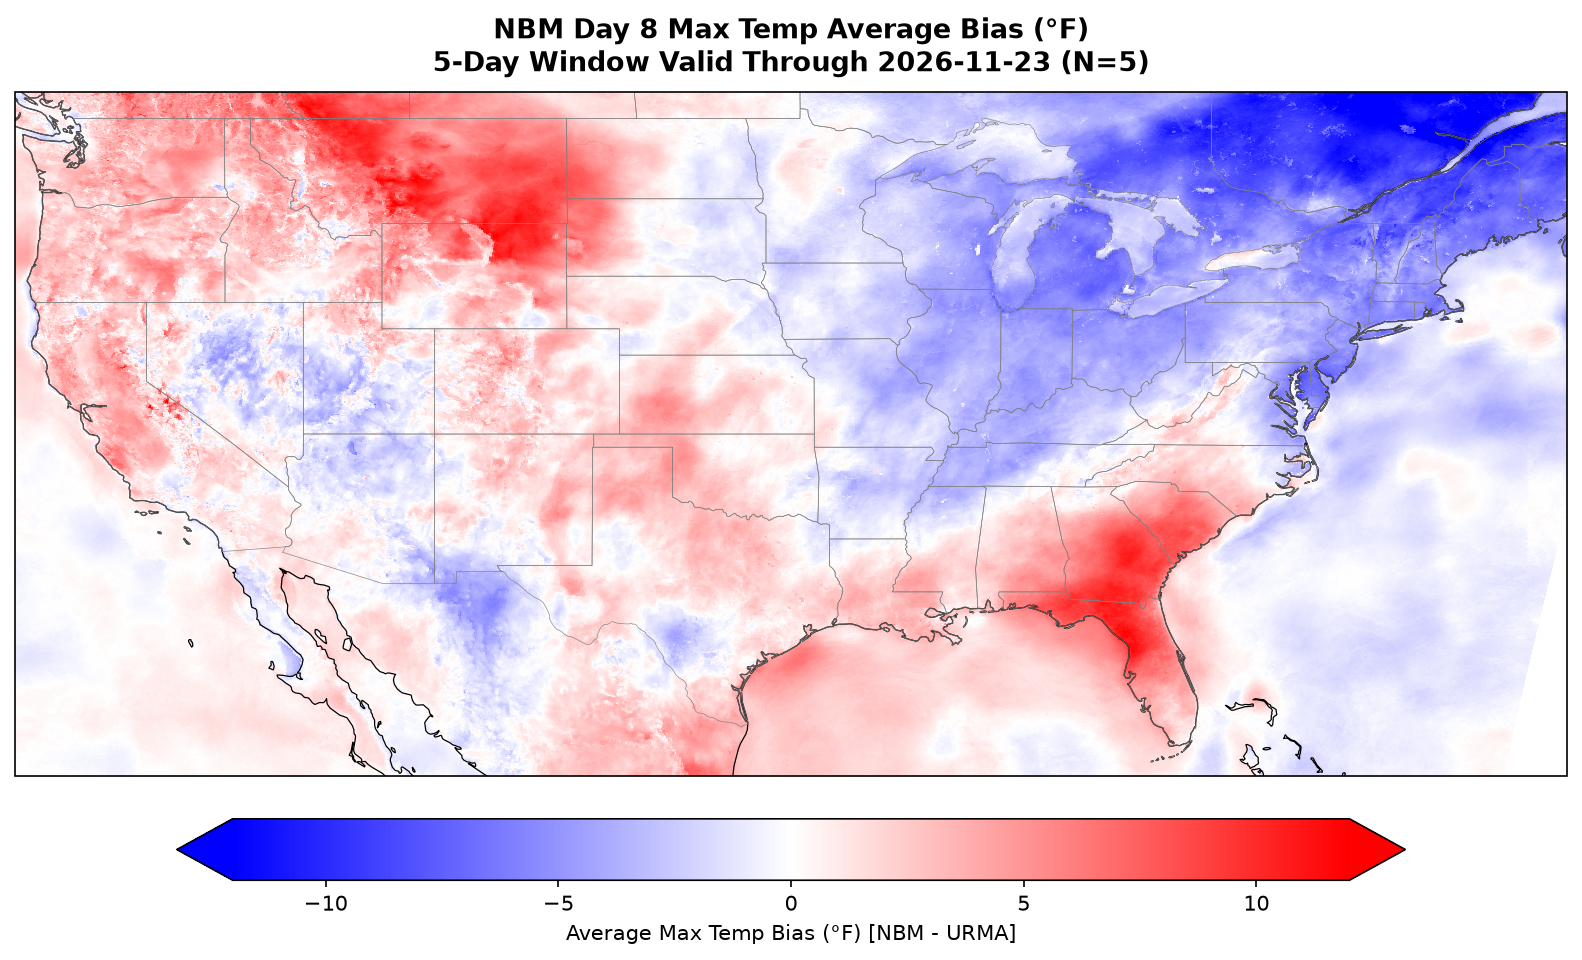 NBM Day 8 Max Temp Average Bias (°F)
5-Day Window Valid Through 2026-11-23 (N=5)
−10 −5 0 5 10
Average Max Temp Bias (°F) [NBM - URMA]